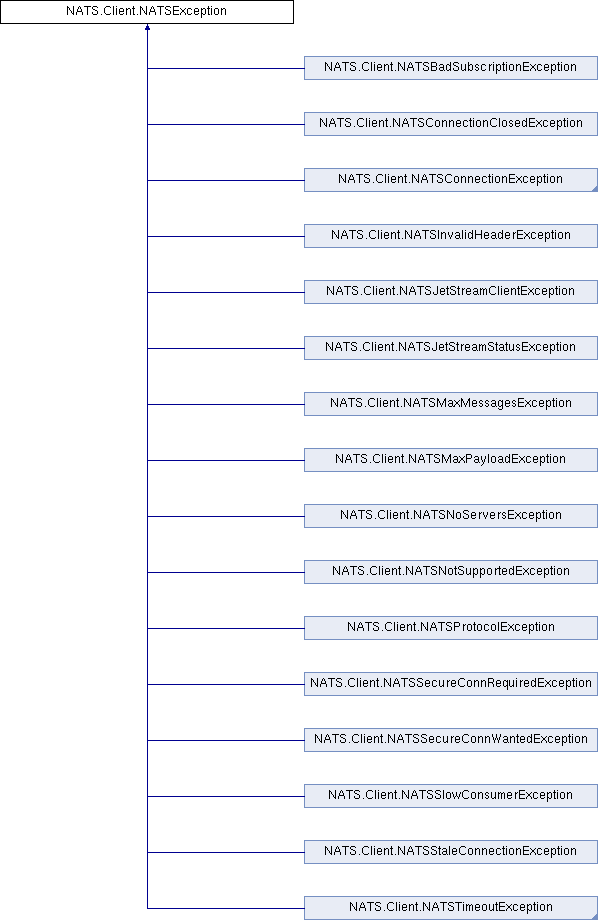 NATS.Client.NATSException
NATS.Client.NATSBadSubscriptionException
NATS.Client.NATSConnectionClosedException
NATS.Client.NATSConnectionException
NATS.Client.NATSInvalidHeaderException
NATS.Client.NATSJetStreamClientException
NATS.Client.NATSJetStreamStatusException
NATS.Client.NATSMaxMessagesException
NATS.Client.NATSMaxPayloadException
NATS.Client.NATSNoServersException
NATS.Client.NATSNotSupportedException
NATS.Client.NATSProtocolException
NATS.Client.NATSSecureConnRequiredException
NATS.Client.NATSSecureConnWantedException
NATS.Client.NATSSlowConsumerException
NATS.Client.NATSStaleConnectionException
NATS.Client.NATSTimeoutException